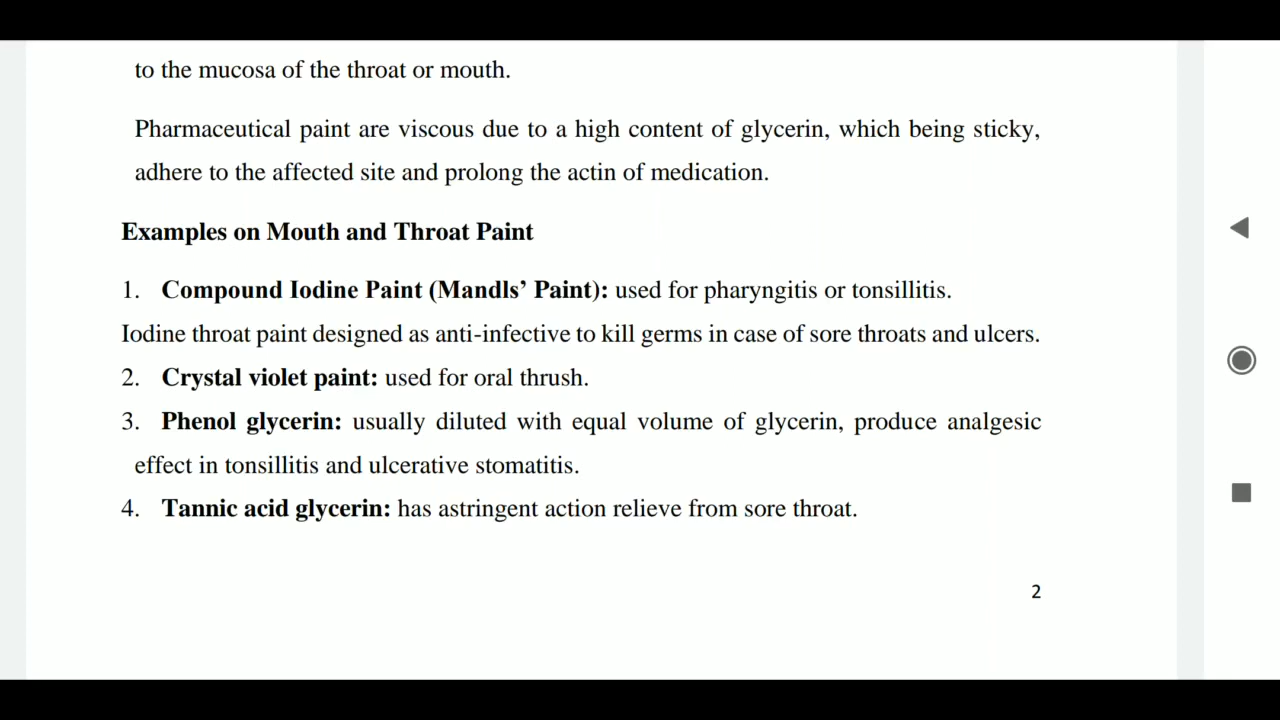 to the mucosa of the throat or mouth.
Pharmaceutical paint are viscous due to a high content of glycerin, which being sticky,
adhere to the affected site and prolong the actin of medication.
Examples on Mouth and Throat Paint
1. Compound Iodine Paint (Mandls’ Paint): used for pharyngitis or tonsillitis.
Iodine throat paint designed as anti-infective to kill germs in case of sore throats and ulcers.
2. Crystal violet paint: used for oral thrush.
3. Phenol glycerin: usually diluted with equal volume of glycerin, produce analgesic
effect in tonsillitis and ulcerative stomatitis.
4. Tannic acid glycerin: has astringent action relieve from sore throat.
2